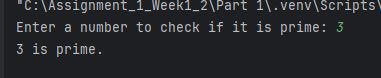 "C:\Assignment_1_Week1_2\Part 1\.venv\Scripts\
Enter a number to check if it is prime: 3
3 is prime.